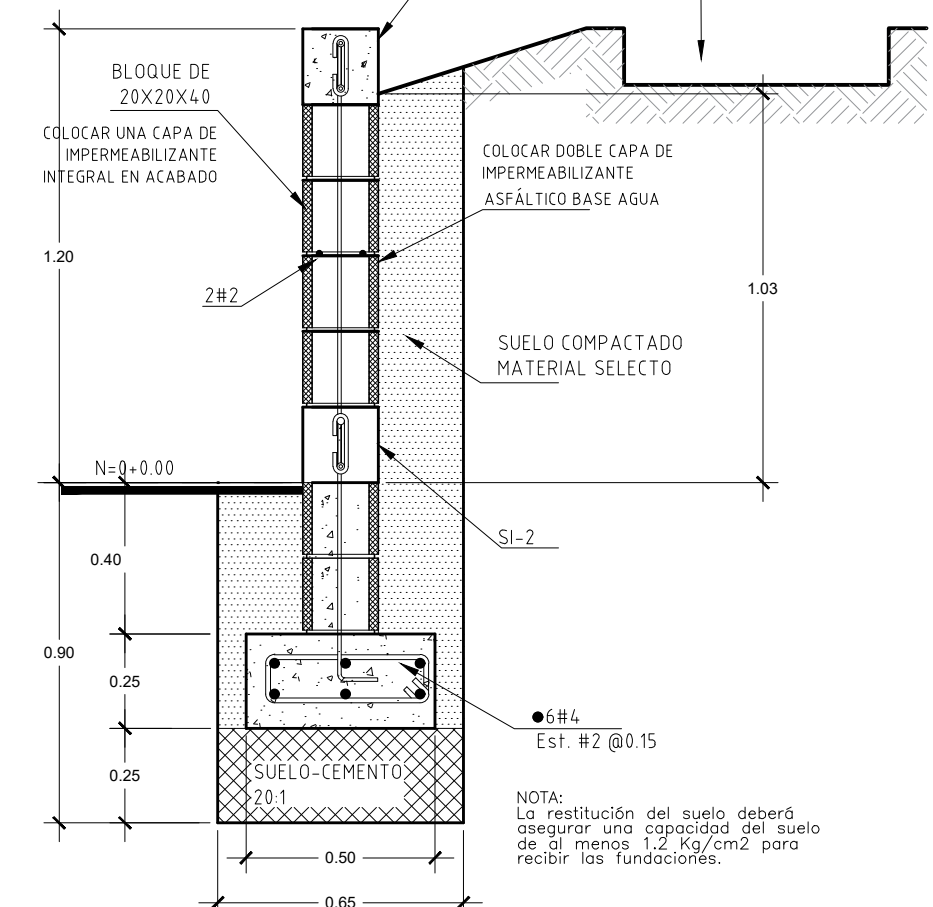 BLOQUE DE
20X20X40
COLOCAR UNA CAPA DE
IMPERMEABILIZANTE
INTEGRAL EN ACABADO
COLOCAR DOBLE CAPA DE
IMPERMEABILIZANTE
ASFÁLTICO BASE AGUA
1.20
1.03
2#2
SUELO COMPACTADO
MATERIAL SELECTO
N=0+0.00
SI-2
0.40
0.90
0.25
6#4
Est. #2 @0.15
0.25
SUELO-CEMENTO
20:1
NOTA:
La restitución del suelo deberá
asegurar una capacidad del suelo
de al menos 1.2 Kg/cm2 para
recibir las fundaciones.
0.50
0.65